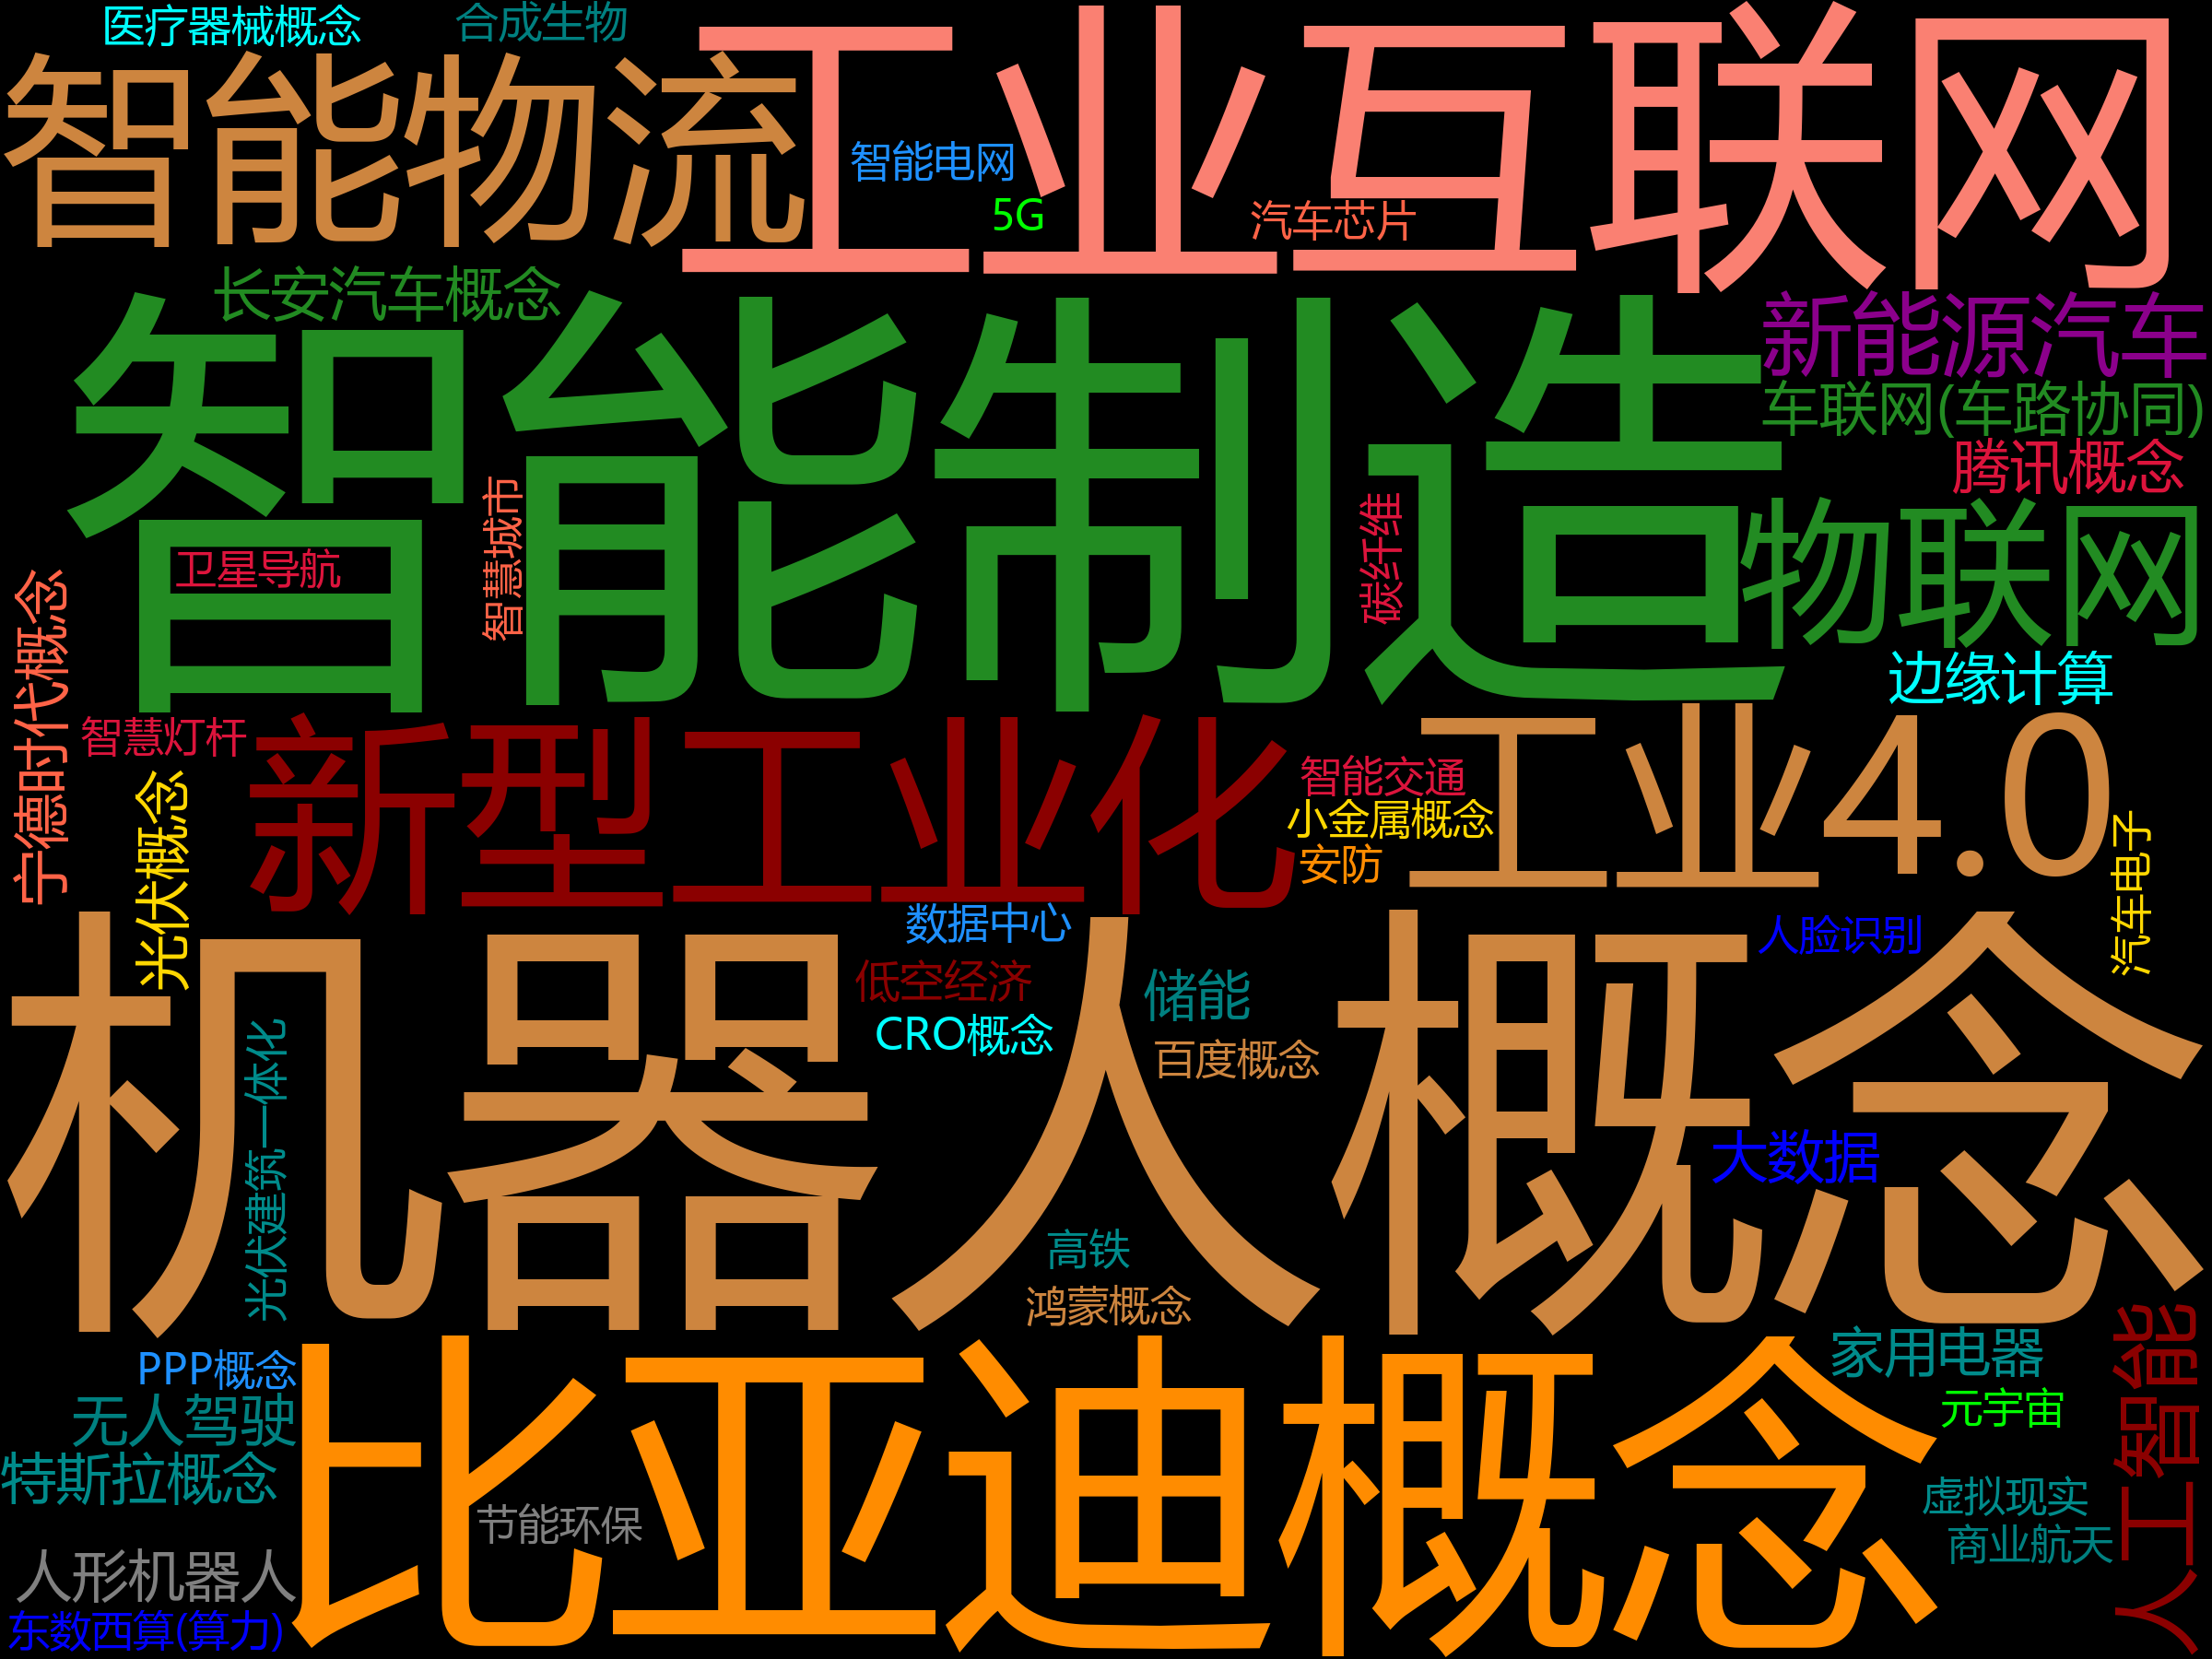 医疗器械概念
合成生物
智能物流
工业互联网
智能电网
5G
汽车芯片
长安汽车概念
智能制造
新能源汽车
车联网(车路协同)
腾讯概念
智慧城市
碳纤维
物联网
卫星导航
宁德时代概念
边缘计算
智慧灯杆
新型工业化
工业4.0
智能交通
小金属概念
安防
光伏概念
汽车电子
数据中心
人脸识别
机器人概念
低空经济
储能
CRO概念
百度概念
光伏建筑一体化
大数据
高铁
鸿蒙概念
人工智能
家用电器
PPP概念
比亚迪概念
元宇宙
无人驾驶
特斯拉概念
节能环保
虚拟现实
商业航天
人形机器人
东数西算(算力)